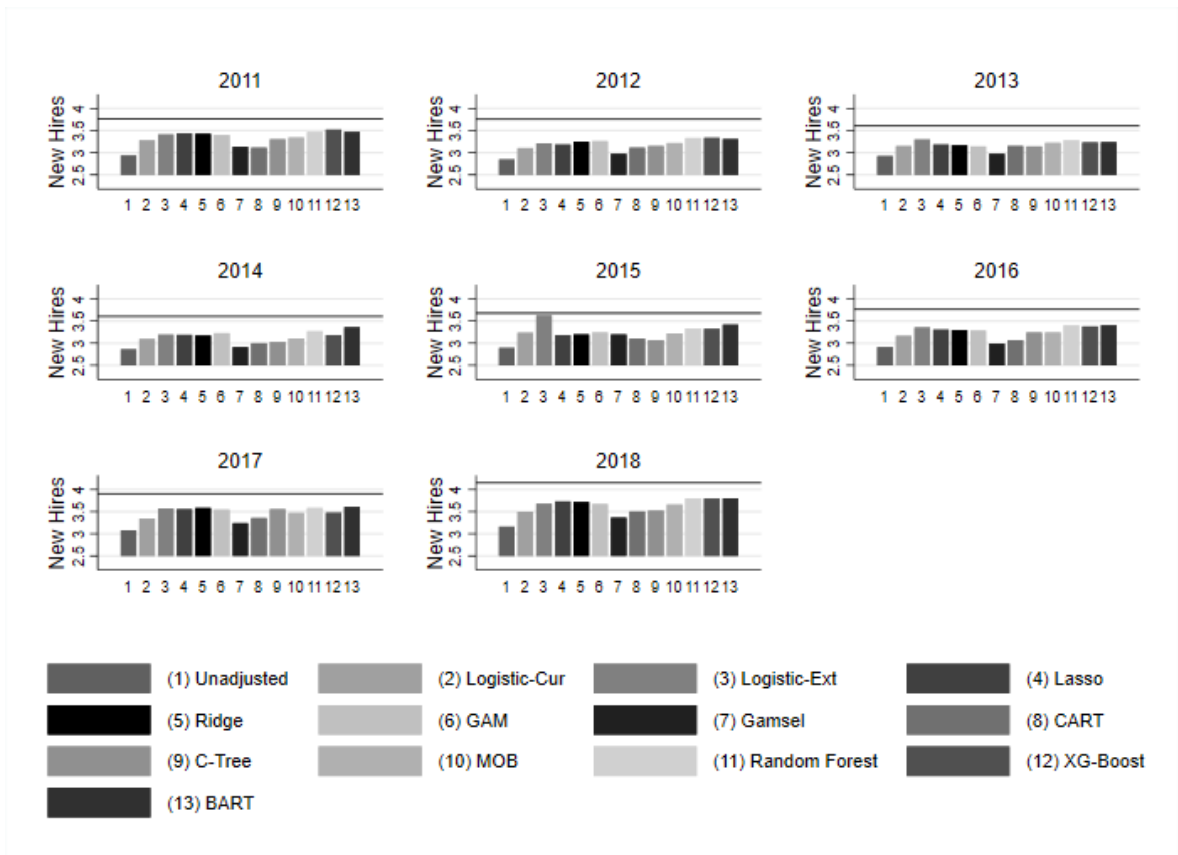 2011 2012 2013
New Hires 2.5 3 3.5 4 New Hires 2.5 3 3.5 4 New Hires 2.5 3 3.5 4
1 2 3 4 5 6 7 8 9 10 11 12 13 1 2 3 4 5 6 7 8 9 10 11 12 13 1 2 3 4 5 6 7 8 9 10 11 12 13
2014 2015 2016
New Hires 2.5 3 3.5 4 New Hires 2.5 3 3.5 4 New Hires 2.5 3 3.5 4
1 2 3 4 5 6 7 8 9 10 11 12 13 1 2 3 4 5 6 7 8 9 10 11 12 13 1 2 3 4 5 6 7 8 9 10 11 12 13
2017 2018
New Hires 2.5 3 3.5 4 New Hires 2.5 3 3.5 4
1 2 3 4 5 6 7 8 9 10 11 12 13 1 2 3 4 5 6 7 8 9 10 11 12 13
(1) Unadjusted (2) Logistic-Cur (3) Logistic-Ext (4) Lasso
(5) Ridge (6) GAM (7) Gamsel (8) CART
(9) C-Tree (10) MOB (11) Random Forest (12) XG-Boost
(13) BART